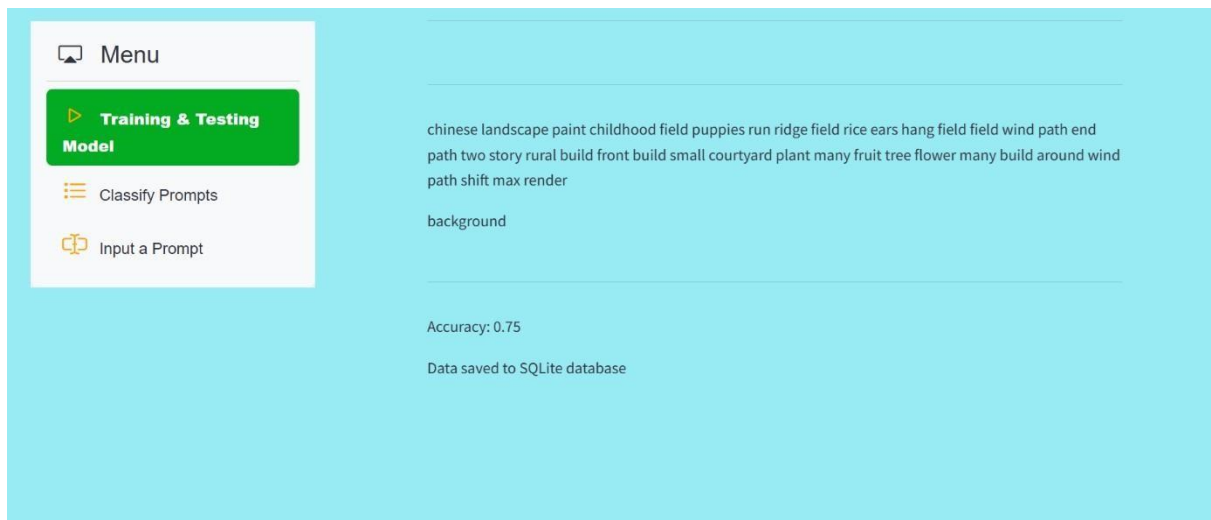 Menu
Training & Testing
Model
Classify Prompts
Input a Prompt
chinese landscape paint childhood field puppies run ridge field rice ears hang field field wind path end
path two story rural build front build small courtyard plant many fruit tree flower many build around wind
path shift max render
background
Accuracy: 0.75
Data saved to SQLite database